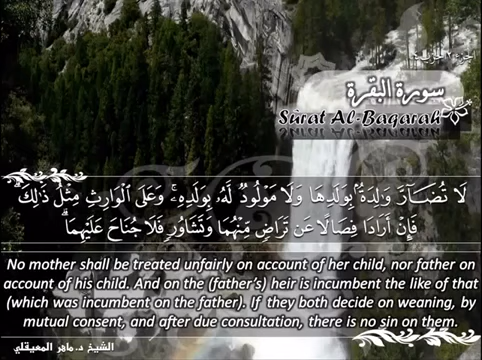 سورة البقرة
Sûrat Al-Baqarah
لَا تُضَآرَّ وَٰلِدَةُۢ بِوَلَدِهَا وَلَا مَوْلُودٌ لَّهُۥ بِوَلَدِهِۦ ۚ وَعَلَى ٱلْوَارِثِ مِثْلُ ذَٰلِكَ ۗ
فَإِنْ أَرَادَا فِصَالًا عَن تَرَاضٍ مِّنْهُمَا وَتَشَاوُرٍ فَلَا جُنَاحَ عَلَيْهِمَا ۗ
No mother shall be treated unfairly on account of her child, nor father on
account of his child. And on the (father's) heir is incumbent the like of that
(which was incumbent on the father). If they both decide on weaning, by
mutual consent, and after due consultation, there is no sin on them.
الشيخ د. ماهر المعيقلي